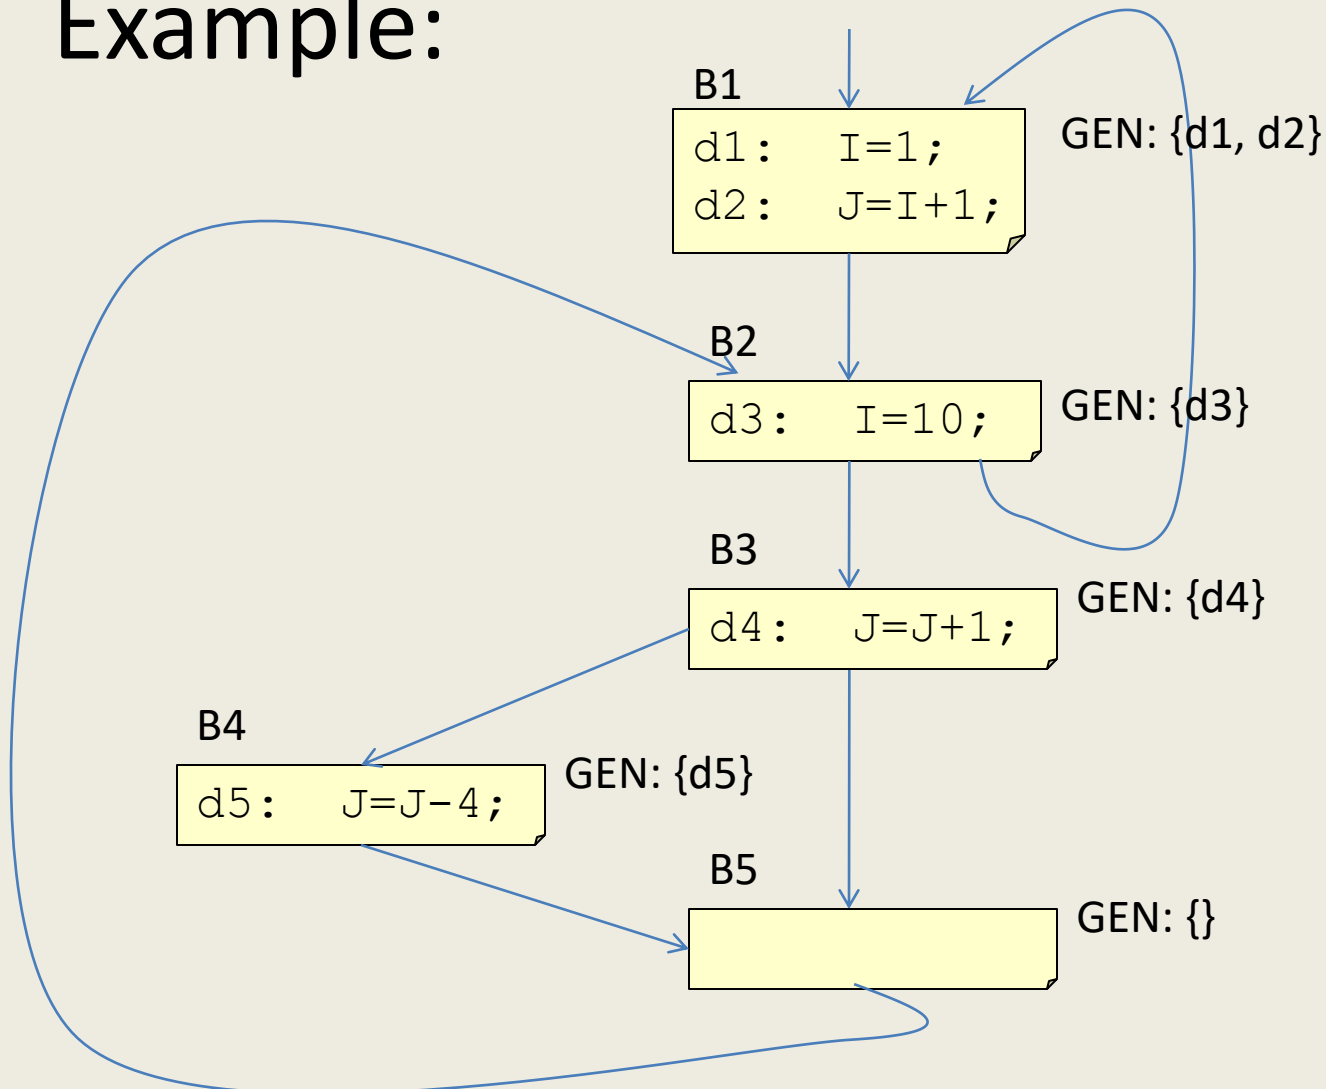 Example:
B1
d1: I=1;
d2: J=I+1;
GEN: {d1, d2}
B2
d3: I=10;
GEN: {d3}
B3
d4: J=J+1;
GEN: {d4}
B4
d5: J=J-4;
GEN: {d5}
B5
GEN: {}